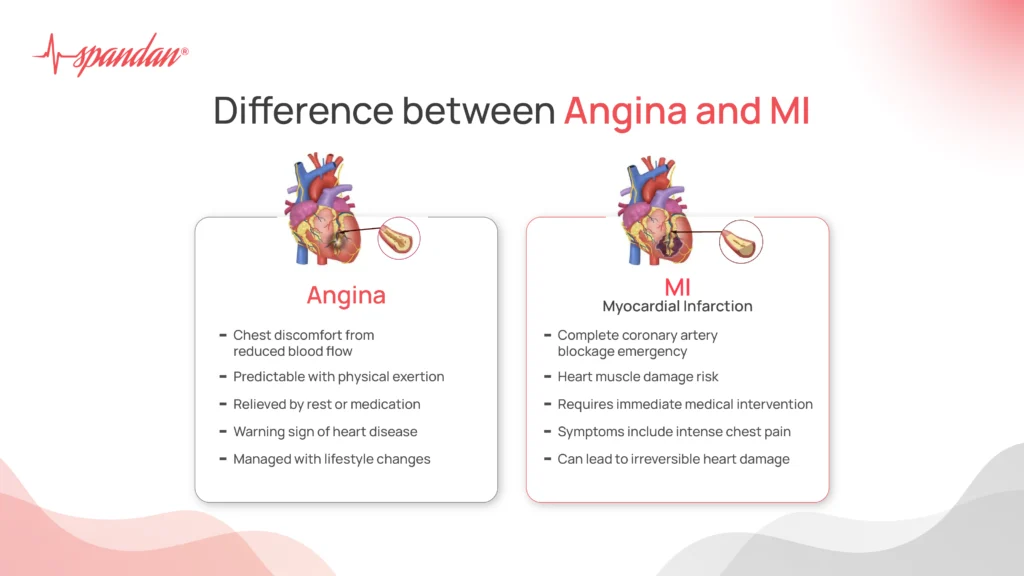 spandan®
Difference between Angina and MI
Angina
- Chest discomfort from
reduced blood flow
- Predictable with physical exertion
- Relieved by rest or medication
- Warning sign of heart disease
- Managed with lifestyle changes
MI
Myocardial Infarction
- Complete coronary artery
blockage emergency
- Heart muscle damage risk
- Requires immediate medical intervention
- Symptoms include intense chest pain
- Can lead to irreversible heart damage